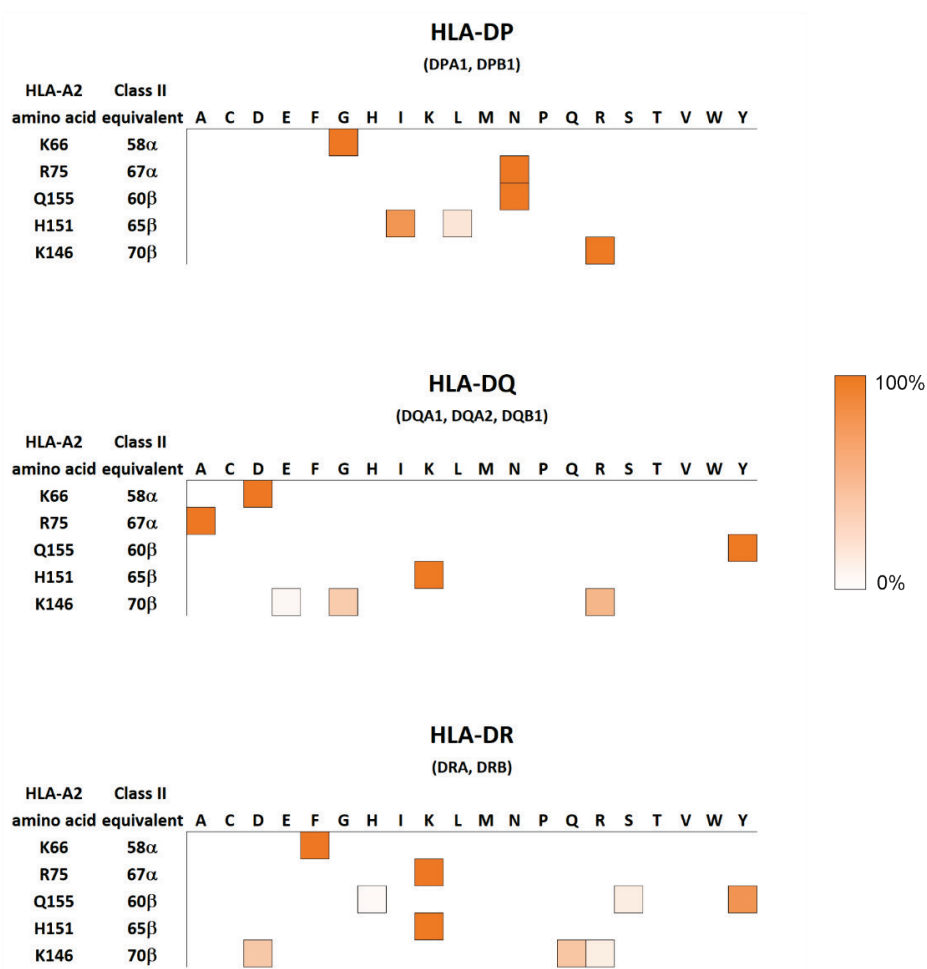 HLA-DP
(DPA1, DPB1)
HLA-A2 Class II
amino acid equivalent A C D E F G H I K L M N P Q R S T V W Y
K66 58α
R75 67α
Q155 60β
H151 65β
K146 70β
HLA-DQ
(DQA1, DQA2, DQB1)
100%
HLA-A2 Class II
amino acid equivalent A C D E F G H I K L M N P Q R S T V W Y
K66 58α
R75 67α
Q155 60β
H151 65β
0%
K146 70β
HLA-DR
(DRA, DRB)
HLA-A2 Class II
amino acid equivalent A C D E F G H I K L M N P Q R S T V W Y
K66 58α
R75 67α
Q155 60β
H151 65β
K146 70β